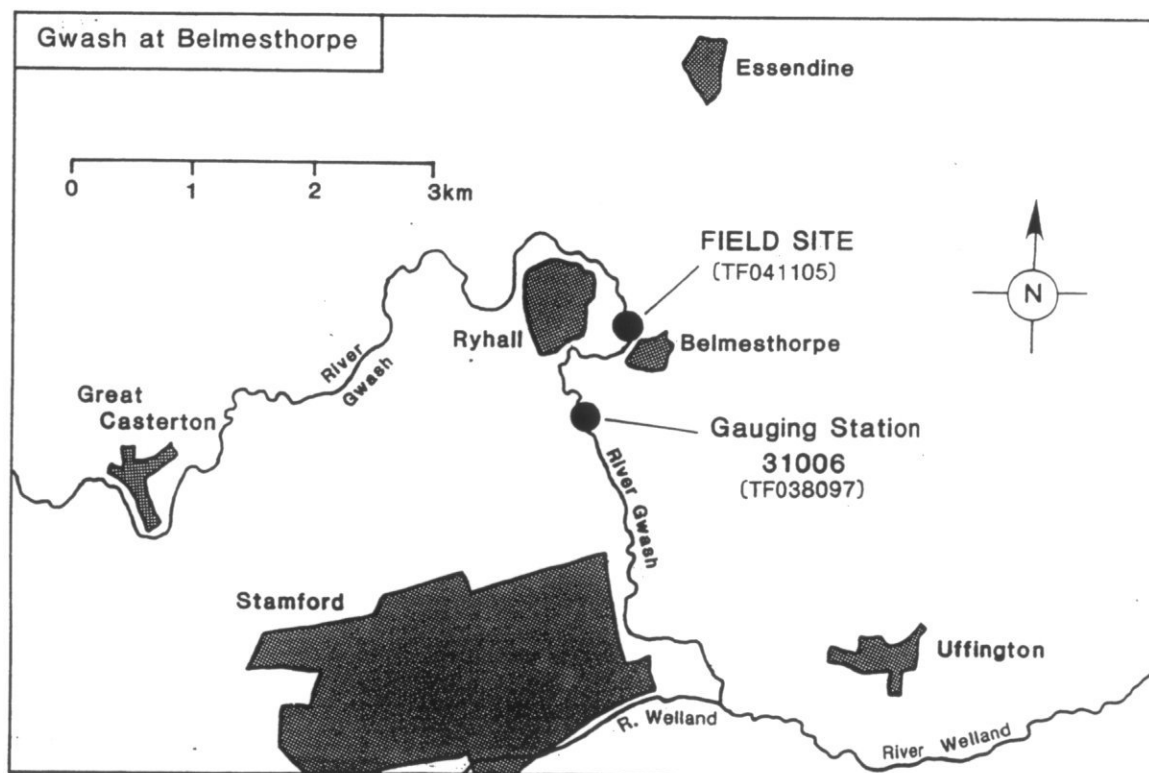 Gwash at Belmesthorpe
Essendine
0 1 2 3km
FIELD SITE
(TF041105)
N
Ryhall
Belmesthorpe
River
Gwash
Great
Casterton
Gauging Station
31006
(TF038097)
River Gwash
Stamford
Uffington
R. Welland
River Welland